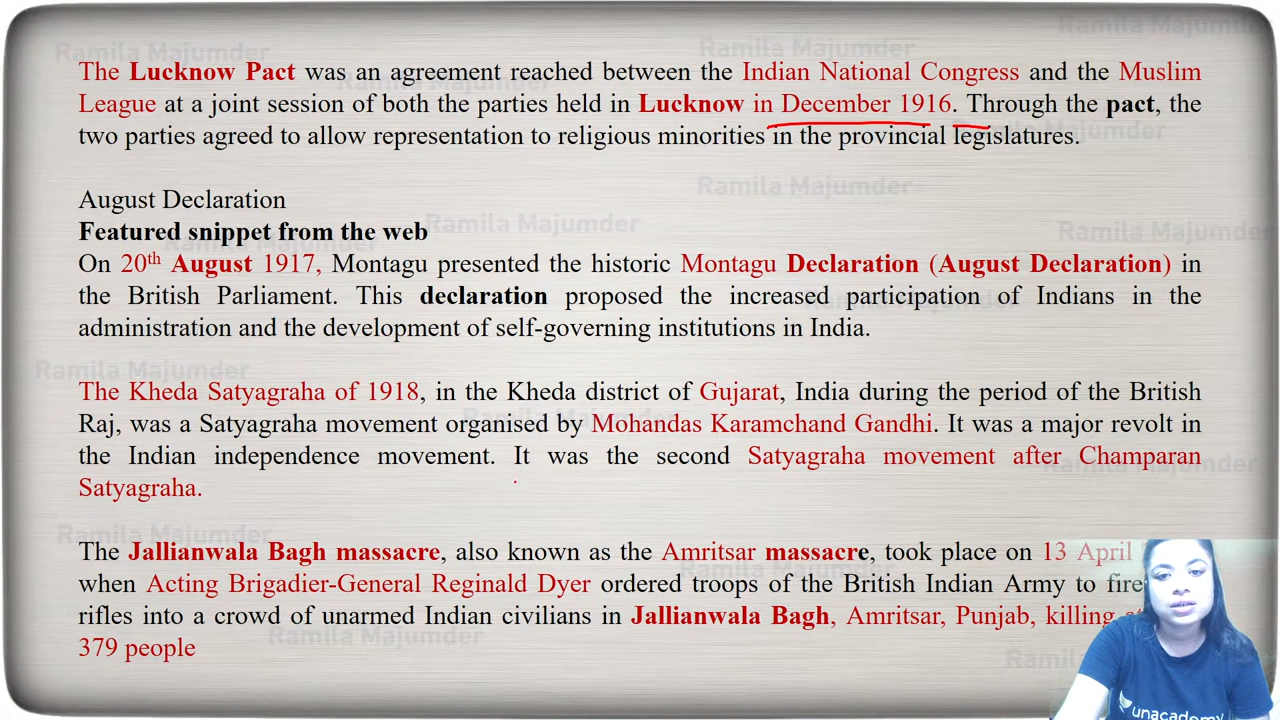 The Lucknow Pact was an agreement reached between the Indian National Congress and the Muslim
League at a joint session of both the parties held in Lucknow in December 1916. Through the pact, the
two parties agreed to allow representation to religious minorities in the provincial legislatures.
August Declaration
Featured snippet from the web
On 20th August 1917, Montagu presented the historic Montagu Declaration (August Declaration) in
the British Parliament. This declaration proposed the increased participation of Indians in the
administration and the development of self-governing institutions in India.
The Kheda Satyagraha of 1918, in the Kheda district of Gujarat, India during the period of the British
Raj, was a Satyagraha movement organised by Mohandas Karamchand Gandhi. It was a major revolt in
the Indian independence movement. It was the second Satyagraha movement after Champaran
Satyagraha.
The Jallianwala Bagh massacre, also known as the Amritsar massacre, took place on 13 April
when Acting Brigadier-General Reginald Dyer ordered troops of the British Indian Army to fire
rifles into a crowd of unarmed Indian civilians in Jallianwala Bagh, Amritsar, Punjab, killing
379 people
Ramila Majumder
unacademy